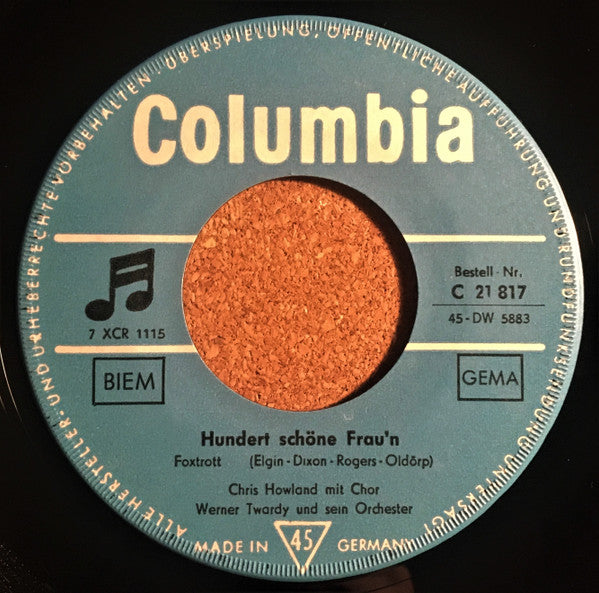 ALLE HERSTELLER- UND URHEBERRECHTE VORBEHALTEN · ÜBERSPIELUNG, ÖFFENTLICHE AUFFÜHRUNG UND RUNDFUNKSENDUNG UNTERSAGT
Columbia
Bestell-Nr.
C 21 817
7 XCR 1115
45-DW 5883
BIEM
GEMA
Hundert schöne Frau'n
Foxtrott (Elgin-Dixon-Rogers-Oldörp)
Chris Howland mit Chor
Werner Twardy und sein Orchester
MADE IN 45 GERMANY